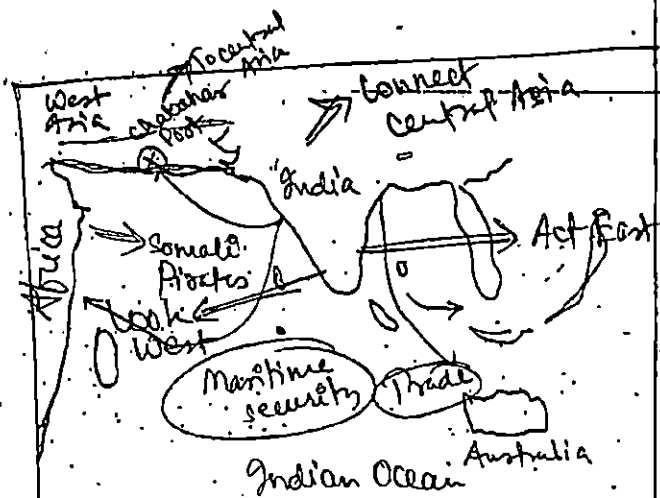 To central
Asia
West
Asia
Chabahar
Port
Connect
central Asia
India
Africa
Somali
Pirates
Act East
Look
West
Maritime
security
Trade
Australia
Indian Ocean